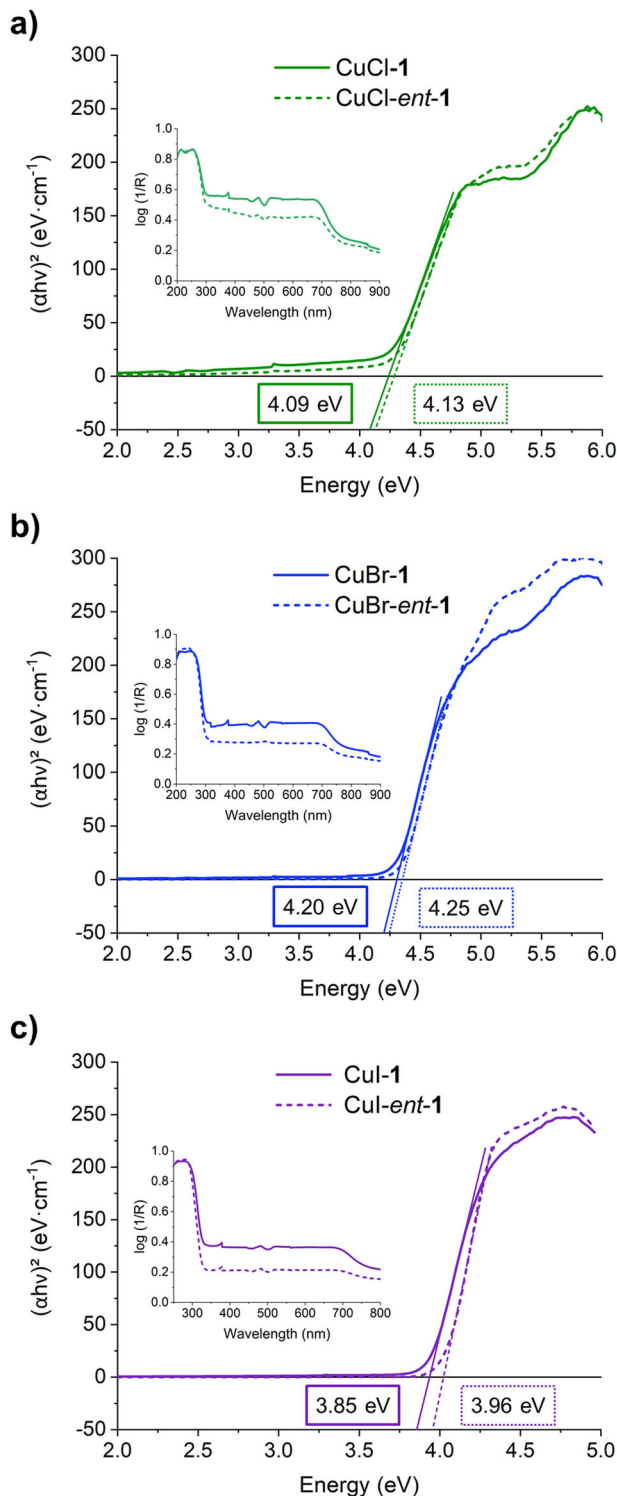 a)
CuCl-1
CuCl-ent-1
300
250
200
150
100
50
0
-50
(αhν)² (eV·cm⁻¹)
1.0
0.8
0.6
0.4
0.2
0.0
log (1/R)
200 300 400 500 600 700 800 900
Wavelength (nm)
4.09 eV
4.13 eV
2.0 2.5 3.0 3.5 4.0 4.5 5.0 5.5 6.0
Energy (eV)
b)
CuBr-1
CuBr-ent-1
300
250
200
150
100
50
0
-50
(αhν)² (eV·cm⁻¹)
1.0
0.8
0.6
0.4
0.2
0.0
log (1/R)
200 300 400 500 600 700 800 900
Wavelength (nm)
4.20 eV
4.25 eV
2.0 2.5 3.0 3.5 4.0 4.5 5.0 5.5 6.0
Energy (eV)
c)
CuI-1
CuI-ent-1
300
250
200
150
100
50
0
-50
(αhν)² (eV·cm⁻¹)
1.0
0.8
0.6
0.4
0.2
0.0
log (1/R)
300 400 500 600 700 800
Wavelength (nm)
3.85 eV
3.96 eV
2.0 2.5 3.0 3.5 4.0 4.5 5.0
Energy (eV)